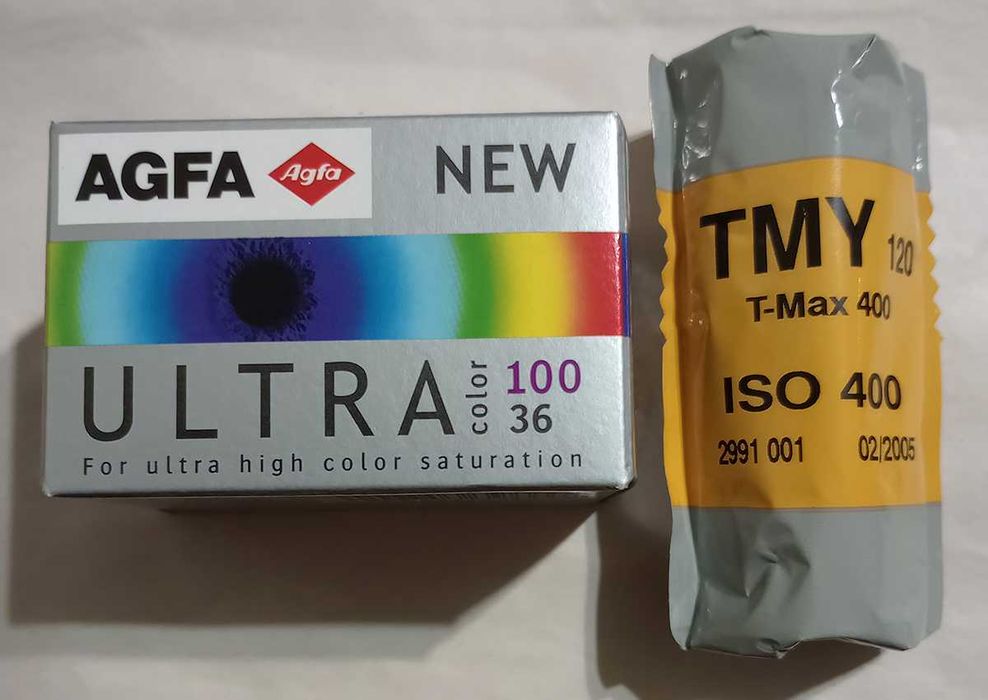 AGFA Agfa NEW
ULTRA color 100
36
For ultra high color saturation
TMY 120
T-Max 400
ISO 400
2991 001 02/2005